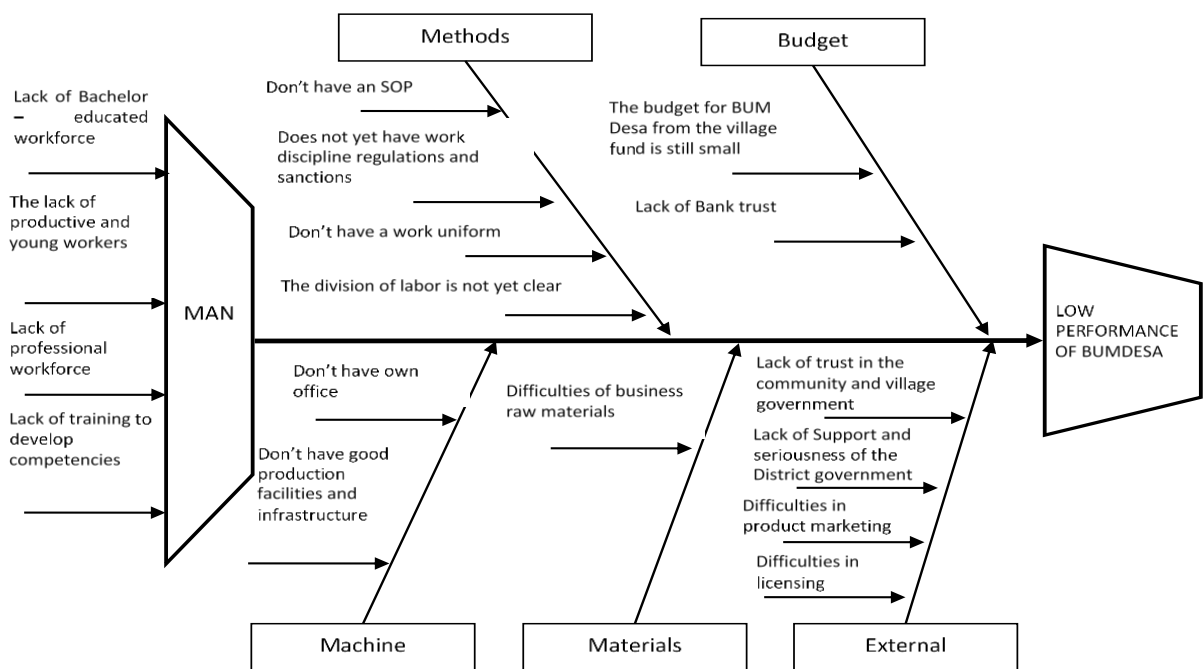 Methods
Budget
Lack of Bachelor
– educated
workforce
The lack of
productive and
young workers
Lack of
professional
workforce
Lack of training to
develop
competencies
MAN
Don't have an SOP
Does not yet have work
discipline regulations and
sanctions
Don't have a work uniform
The division of labor is not yet clear
The budget for BUM
Desa from the village
fund is still small
Lack of Bank trust
LOW
PERFORMANCE
OF BUMDESA
Don't have own
office
Don't have good
production
facilities and
infrastructure
Difficulties of business
raw materials
Lack of trust in the
community and village
government
Lack of Support and
seriousness of the
District government
Difficulties in
product marketing
Difficulties in
licensing
Machine
Materials
External